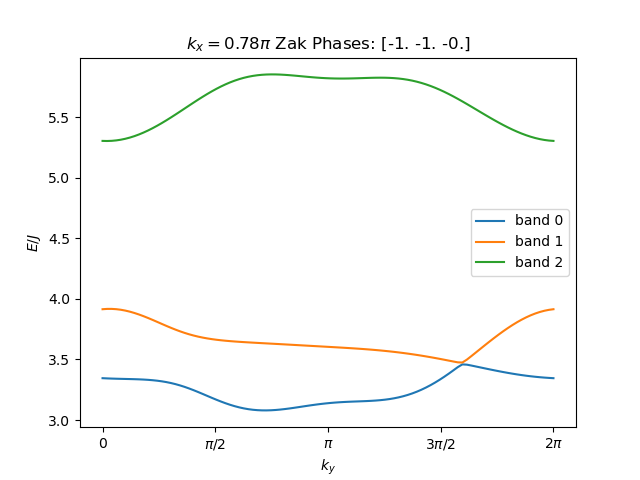 $k_x = 0.78\pi$ Zak Phases: [-1. -1. -0.]
5.5
5.0
4.5
4.0
3.5
3.0
E/J
band 0
band 1
band 2
0 π/2 π 3π/2 2π
$k_y$